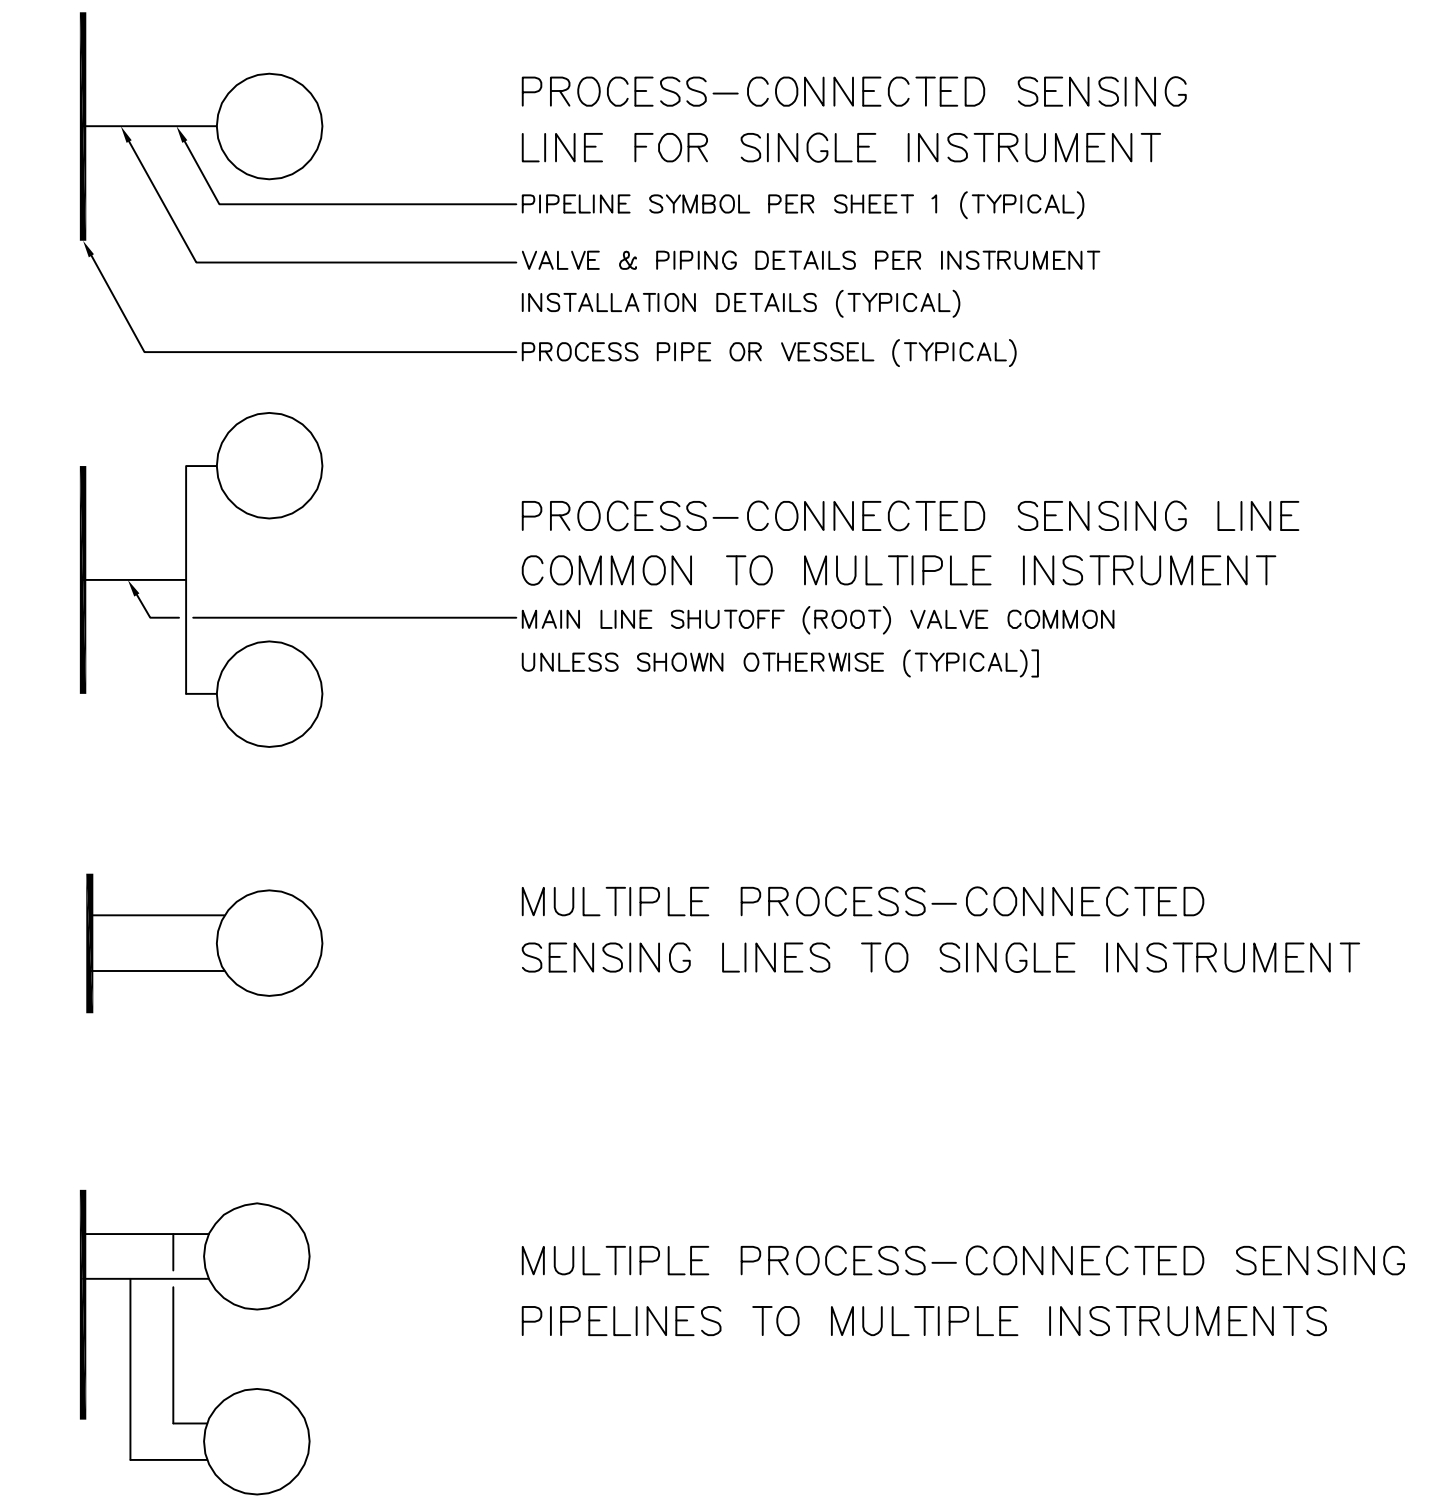 PROCESS-CONNECTED SENSING
LINE FOR SINGLE INSTRUMENT
PIPELINE SYMBOL PER SHEET 1 (TYPICAL)
VALVE & PIPING DETAILS PER INSTRUMENT
INSTALLATION DETAILS (TYPICAL)
PROCESS PIPE OR VESSEL (TYPICAL)
PROCESS-CONNECTED SENSING LINE
COMMON TO MULTIPLE INSTRUMENT
MAIN LINE SHUTOFF (ROOT) VALVE COMMON
UNLESS SHOWN OTHERWISE (TYPICAL)]
MULTIPLE PROCESS-CONNECTED
SENSING LINES TO SINGLE INSTRUMENT
MULTIPLE PROCESS-CONNECTED SENSING
PIPELINES TO MULTIPLE INSTRUMENTS